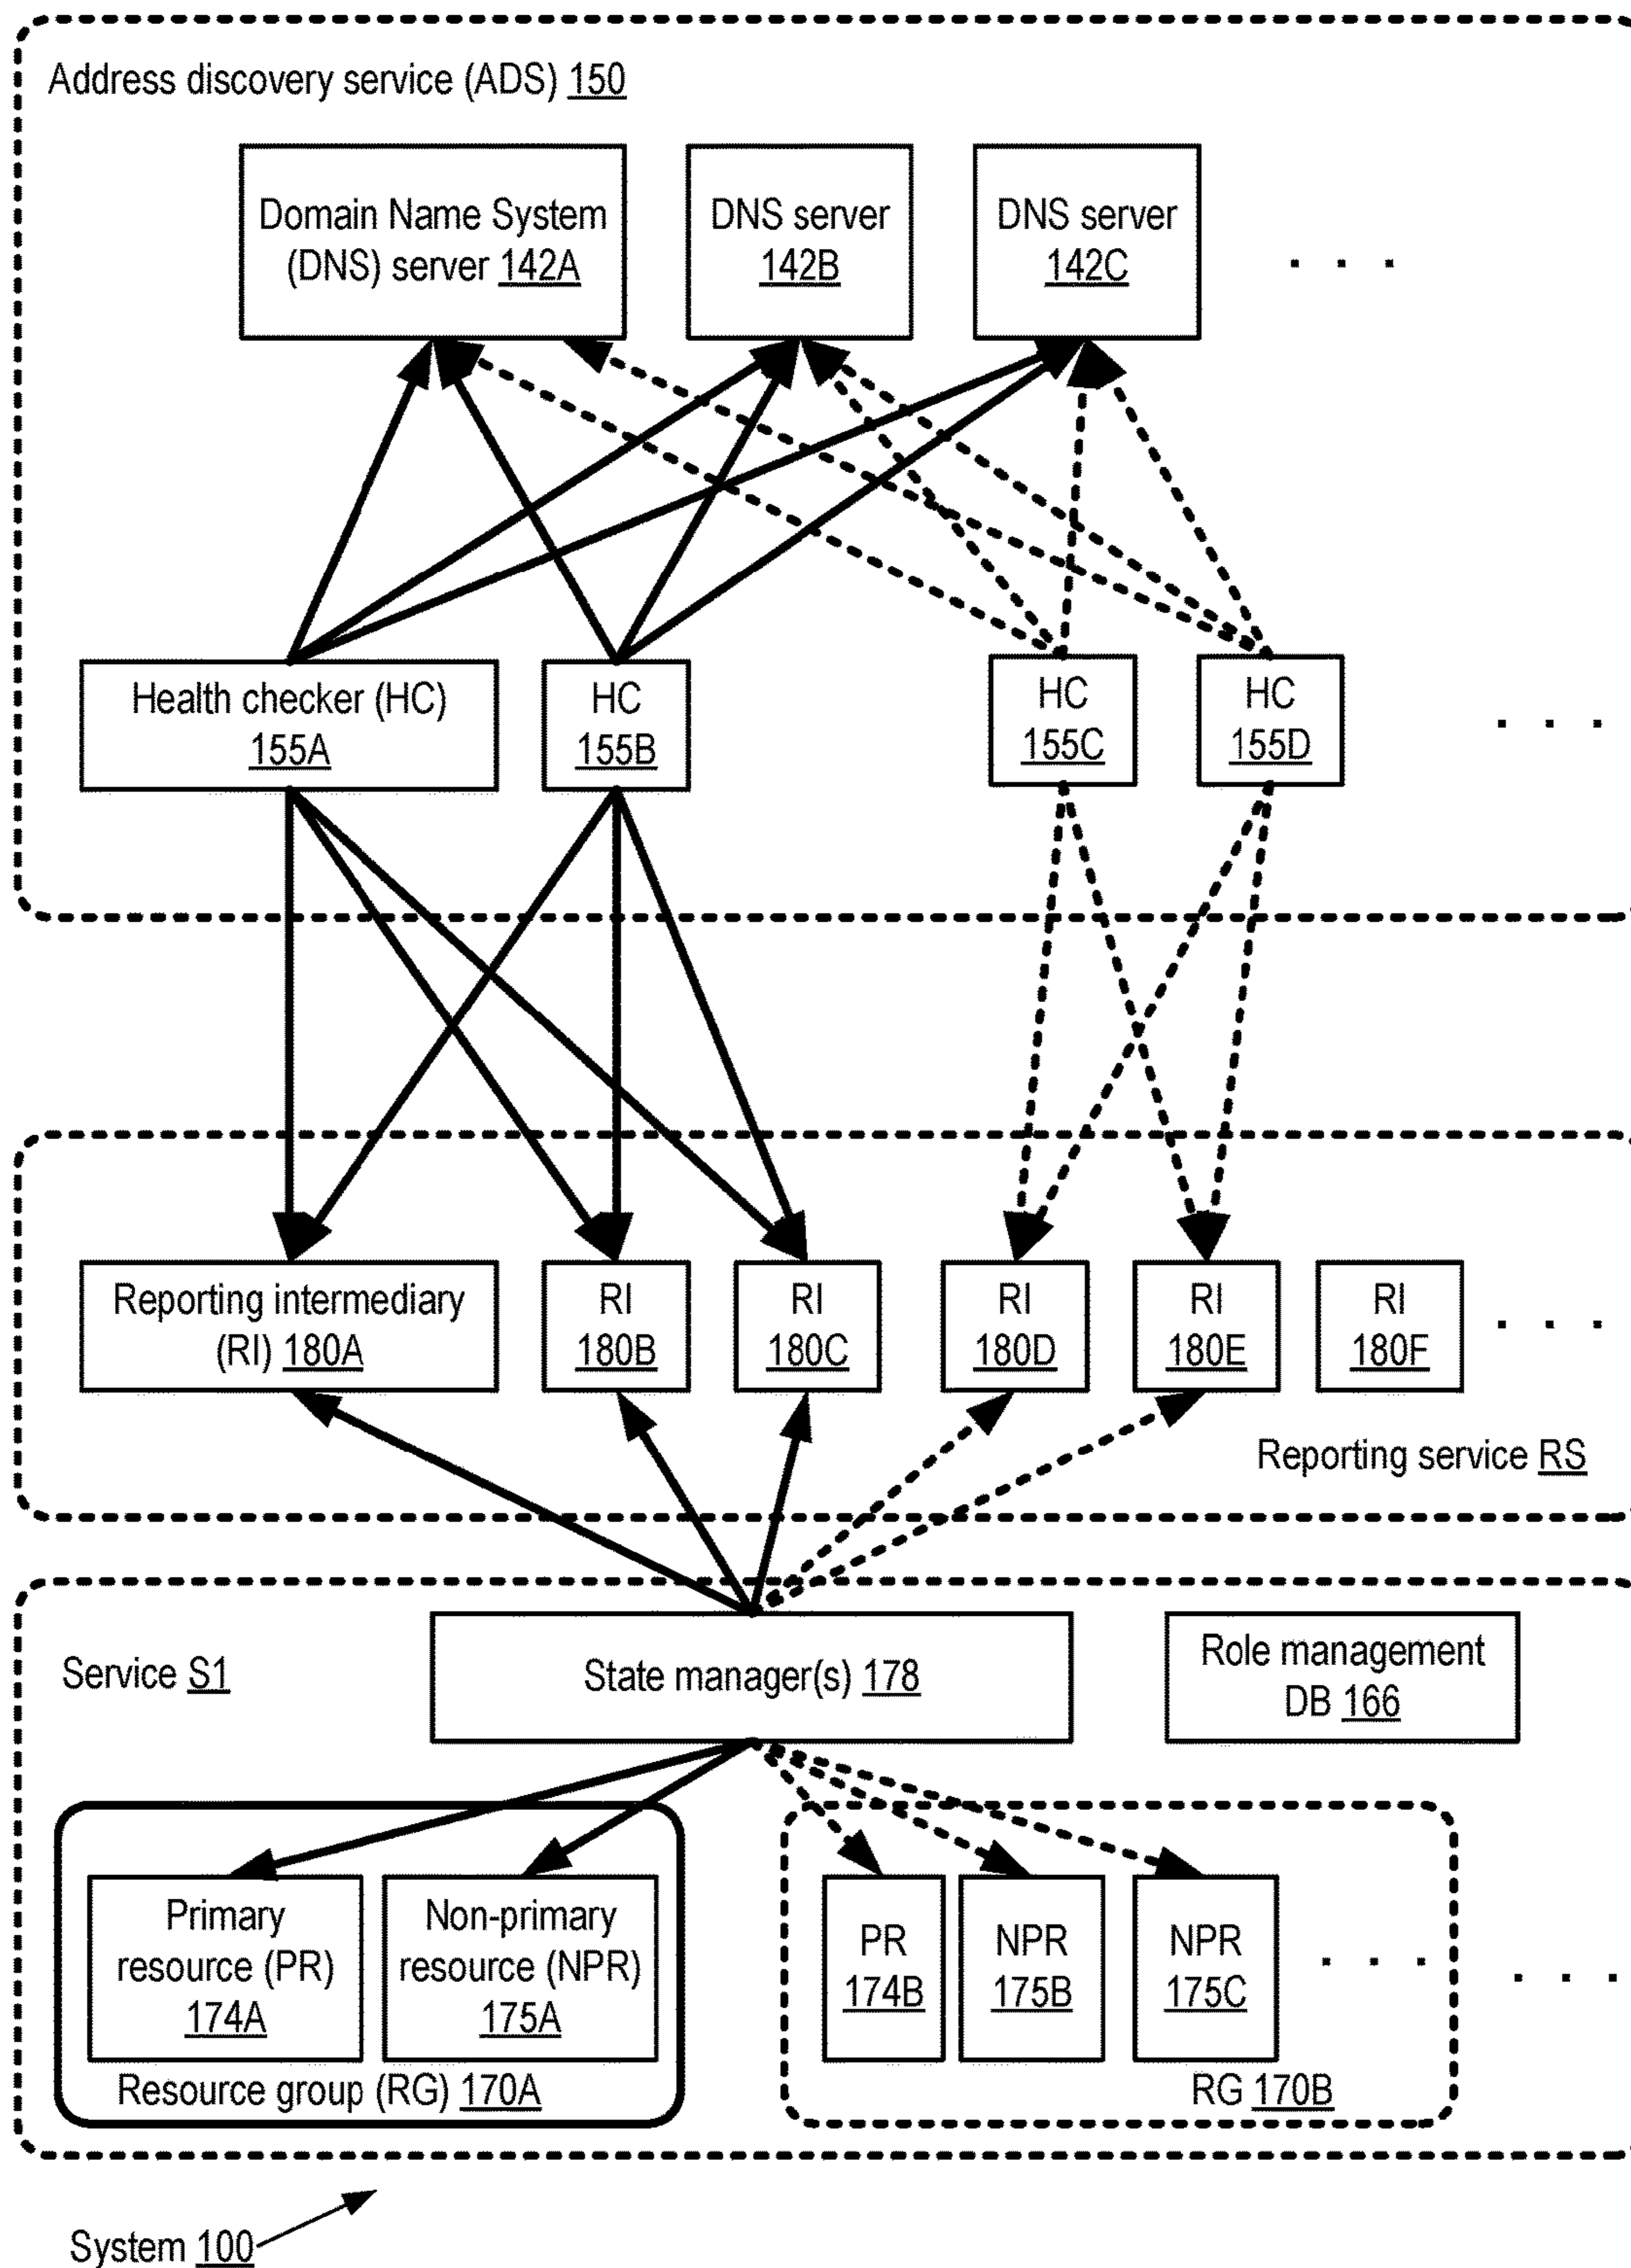 Address discovery service (ADS) 150
Domain Name System
(DNS) server 142A
DNS server
142B
DNS server
142C
. . .
Health checker (HC)
155A
HC
155B
HC
155C
HC
155D
. . .
Reporting intermediary
(RI) 180A
RI
180B
RI
180C
RI
180D
RI
180E
RI
180F
. . .
Reporting service RS
Service S1
State manager(s) 178
Role management
DB 166
Primary
resource (PR)
174A
Non-primary
resource (NPR)
175A
Resource group (RG) 170A
PR
174B
NPR
175B
NPR
175C
. . .
RG 170B
. . .
System 100